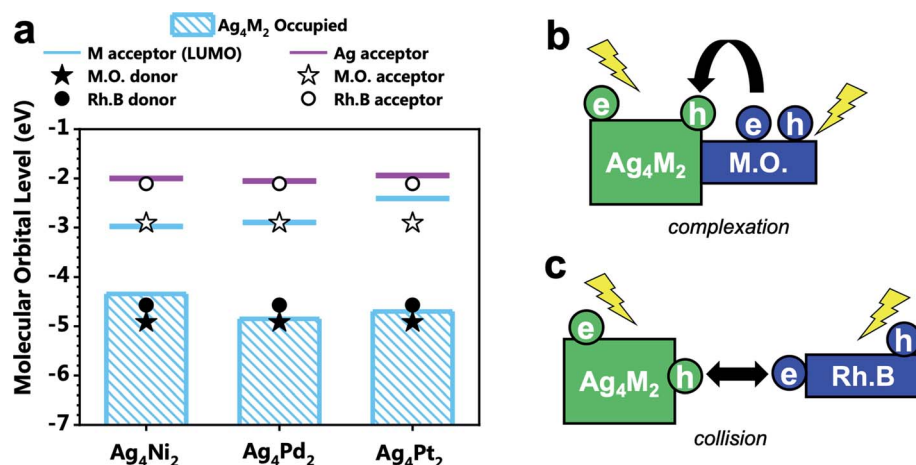 a
Ag₄M₂ Occupied
M acceptor (LUMO)
Ag acceptor
M.O. donor
M.O. acceptor
Rh.B donor
Rh.B acceptor
Molecular Orbital Level (eV)
-1
-2
-3
-4
-5
-6
-7
Ag₄Ni₂
Ag₄Pd₂
Ag₄Pt₂
b
e
h
e
h
Ag₄M₂
M.O.
complexation
c
e
h
h
e
Ag₄M₂
Rh.B
collision